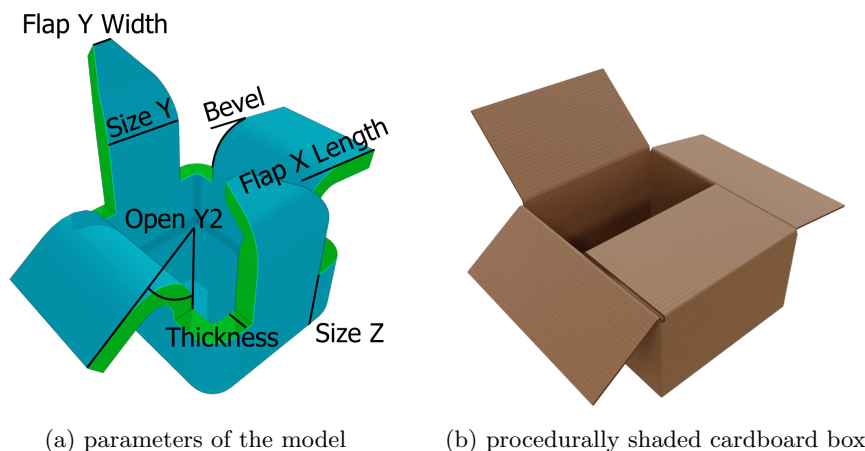 Flap Y Width
Size Y
Bevel
Flap X Length
Open Y2
Thickness
Size Z
(a) parameters of the model
(b) procedurally shaded cardboard box